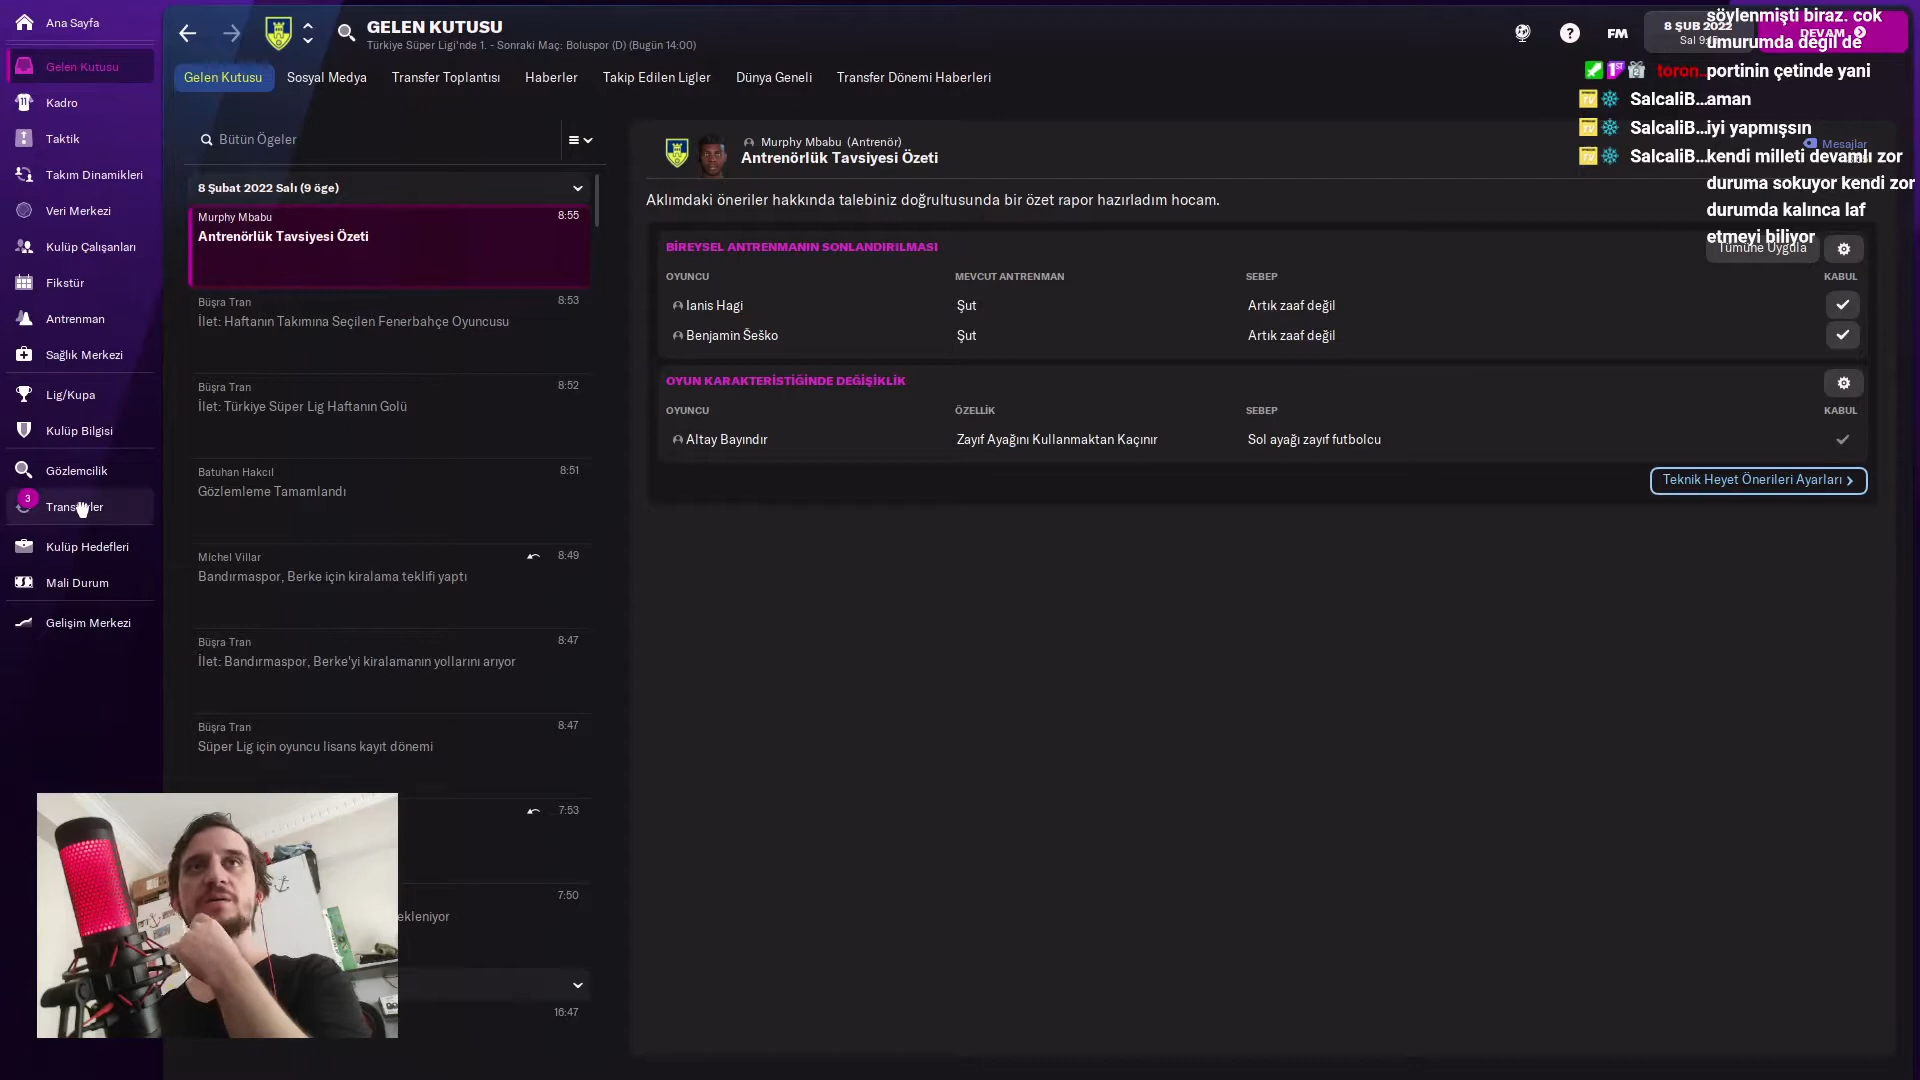 Ana Sayfa
Gelen Kutusu
Kadro
Taktik
Takım Dinamikleri
Veri Merkezi
Kulüp Çalışanları
Fikstür
Antrenman
Sağlık Merkezi
Lig/Kupa
Kulüp Bilgisi
Gözlemcilik
3
Kulüp Hedefleri
Mali Durum
Gelişim Merkezi
GELEN KUTUSU
Türkiye Süper Ligi'nde 1. - Sonraki Maç: Boluspor (D) (Bugün 14:00)
FM
8 ŞUB 2022
DEVAM
Gelen Kutusu
Sosyal Medya
Transfer Toplantısı
Haberler
Takip Edilen Ligler
Dünya Geneli
Transfer Dönemi Haberleri
Bütün Ögeler
8 Şubat 2022 Salı (9 öge)
Murphy Mbabu 8:55
Antrenörlük Tavsiyesi Özeti
Büşra Tran 8:53
İlet: Haftanın Takımına Seçilen Fenerbahçe Oyuncusu
Büşra Tran 8:52
İlet: Türkiye Süper Lig Haftanın Golü
Batuhan Hakcıl 8:51
Gözlemleme Tamamlandı
Míchel Villar 8:49
Bandırmaspor, Berke için kiralama teklifi yaptı
Büşra Tran 8:47
İlet: Bandırmaspor, Berke'yi kiralamanın yollarını arıyor
Büşra Tran 8:47
Süper Lig için oyuncu lisans kayıt dönemi
7:53
7:50
ekleniyor
16:47
Murphy Mbabu (Antrenör)
Antrenörlük Tavsiyesi Özeti
Mesajlar
Aklımdaki öneriler hakkında talebiniz doğrultusunda bir özet rapor hazırladım hocam.
BİREYSEL ANTRENMANIN SONLANDIRILMASI
Tümüne Uygula
OYUNCU MEVCUT ANTRENMAN SEBEP KABUL
Ianis Hagi Şut Artık zaaf değil
Benjamin Šeško Şut Artık zaaf değil
OYUN KARAKTERİSTİĞİNDE DEĞİŞİKLİK
OYUNCU ÖZELLİK SEBEP KABUL
Altay Bayındır Zayıf Ayağını Kullanmaktan Kaçınır Sol ayağı zayıf futbolcu
Teknik Heyet Önerileri Ayarları
söylenmişti biraz. cok
umurumda değil de
toron.. portinin çetinde yani
SalcaliB... aman
SalcaliB... iyi yapmışsın
SalcaliB... kendi milleti devamlı zor
duruma sokuyor kendi zor
durumda kalınca laf
etmeyi biliyor